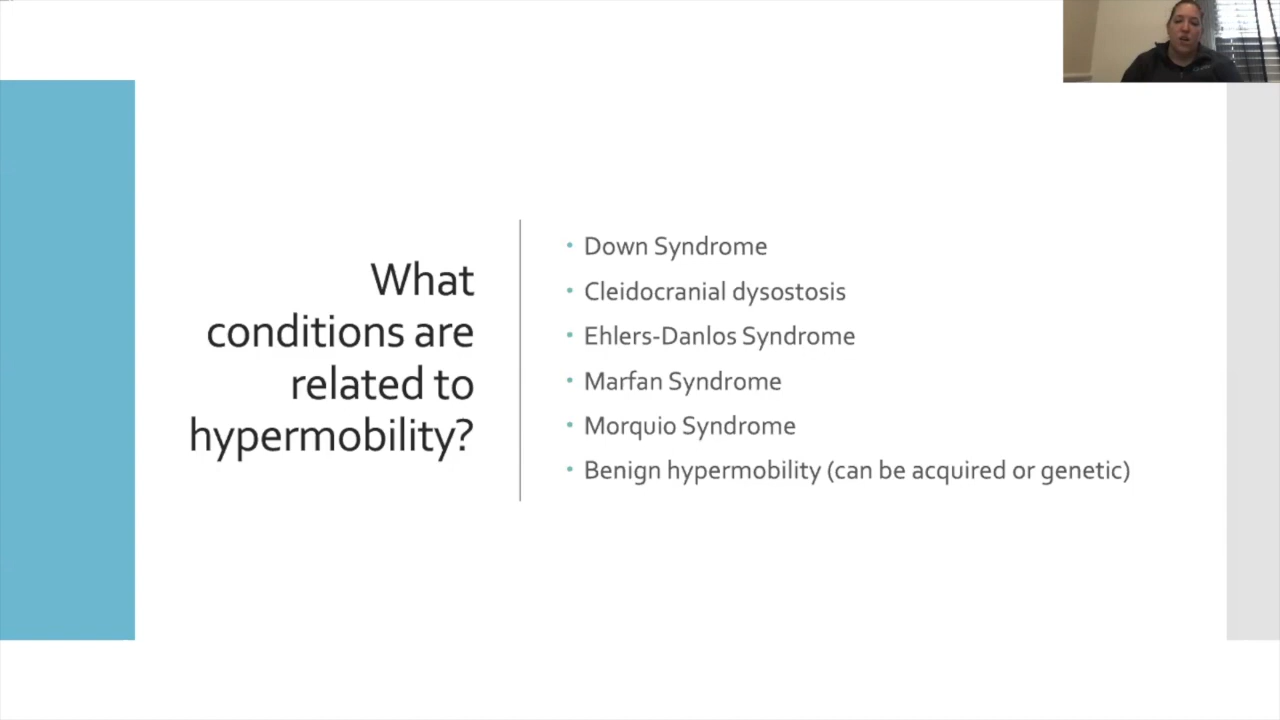 What
conditions are
related to
hypermobility?
• Down Syndrome
• Cleidocranial dysostosis
• Ehlers-Danlos Syndrome
• Marfan Syndrome
• Morquio Syndrome
• Benign hypermobility (can be acquired or genetic)